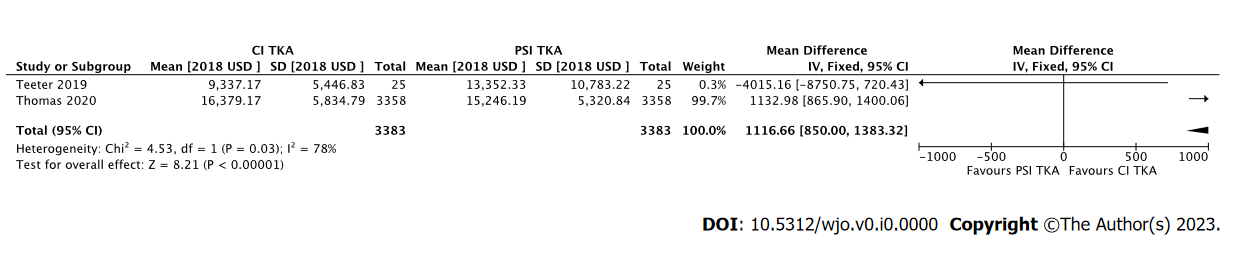 CI TKA PSI TKA Mean Difference Mean Difference
Study or Subgroup Mean [2018 USD ] SD [2018 USD ] Total Mean [2018 USD ] SD [2018 USD ] Total Weight IV, Fixed, 95% CI IV, Fixed, 95% CI
Teeter 2019 9,337.17 5,446.83 25 13,352.33 10,783.22 25 0.3% −4015.16 [−8750.75, 720.43]
Thomas 2020 16,379.17 5,834.79 3358 15,246.19 5,320.84 3358 99.7% 1132.98 [865.90, 1400.06]
Total (95% CI) 3383 3383 100.0% 1116.66 [850.00, 1383.32]
Heterogeneity: Chi² = 4.53, df = 1 (P = 0.03); I² = 78%
Test for overall effect: Z = 8.21 (P < 0.00001)
−1000 −500 0 500 1000
Favours PSI TKA Favours CI TKA
DOI: 10.5312/wjo.v0.i0.0000 Copyright ©The Author(s) 2023.